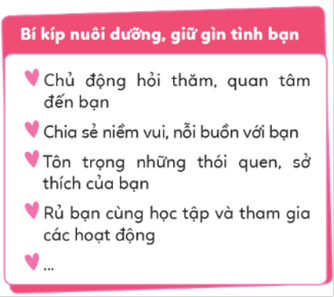 Bí kíp nuôi dưỡng, giữ gìn tình bạn
Chủ động hỏi thăm, quan tâm
đến bạn
Chia sẻ niềm vui, nỗi buồn với bạn
Tôn trọng những thói quen, sở
thích của bạn
Rủ bạn cùng học tập và tham gia
các hoạt động
...